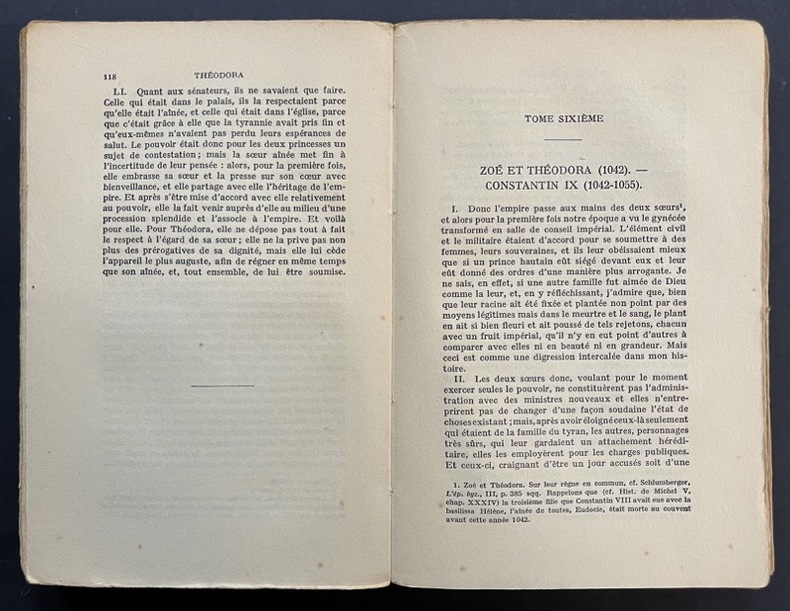 118 THÉODORA
LI. Quant aux sénateurs, ils ne savaient que faire.
Celle qui était dans le palais, ils la respectaient parce
qu'elle était l'aînée, et celle qui était dans l'église, parce
que c'était grâce à elle que la tyrannie avait pris fin et
qu'eux-mêmes n'avaient pas perdu leurs espérances de
salut. Le pouvoir était donc pour les deux princesses un
sujet de contestation ; mais la sœur aînée met fin à
l'incertitude de leur pensée : alors, pour la première fois,
elle embrasse sa sœur et la presse sur son cœur avec
bienveillance, et elle partage avec elle l'héritage de l'em-
pire. Et après s'être mise d'accord avec elle relativement
au pouvoir, elle la fait venir auprès d'elle au milieu d'une
procession splendide et l'associe à l'empire. Et voilà
pour elle. Pour Théodora, elle ne dépose pas tout à fait
le respect à l'égard de sa sœur ; elle ne la prive pas non
plus des prérogatives de sa dignité, mais elle lui cède
l'appareil le plus auguste, afin de régner en même temps
que son aînée, et, tout ensemble, de lui être soumise.
TOME SIXIÈME
ZOÉ ET THÉODORA (1042). —
CONSTANTIN IX (1042-1055).
I. Donc l'empire passe aux mains des deux sœurs¹,
et alors pour la première fois notre époque a vu le gynécée
transformé en salle de conseil impérial. L'élément civil
et le militaire étaient d'accord pour se soumettre à des
femmes, leurs souveraines, et ils leur obéissaient mieux
que si un prince hautain eût siégé devant eux et leur
eût donné des ordres d'une manière plus arrogante. Je
ne sais, en effet, si une autre famille fut aimée de Dieu
comme la leur, et, en y réfléchissant, j'admire que, bien
que leur racine ait été fixée et plantée non point par des
moyens légitimes mais dans le meurtre et le sang, le plant
en ait si bien fleuri et ait poussé de tels rejetons, chacun
avec un fruit impérial, qu'il n'y en eut point d'autres à
comparer avec elles ni en beauté ni en grandeur. Mais
ceci est comme une digression intercalée dans mon his-
toire.
II. Les deux sœurs donc, voulant pour le moment
exercer seules le pouvoir, ne constituèrent pas l'adminis-
tration avec des ministres nouveaux et elles n'entre-
prirent pas de changer d'une façon soudaine l'état de
choses existant ; mais, après avoir éloigné ceux-là seulement
qui étaient de la famille du tyran, les autres, personnages
très sûrs, qui leur gardaient un attachement hérédi-
taire, elles les employèrent pour les charges publiques.
Et ceux-ci, craignant d'être un jour accusés soit d'une
1. Zoé et Théodora. Sur leur règne en commun, cf. Schlumberger,
L'ép. byz., III, p. 385 sqq. Rappelons que (cf. Hist. de Michel V,
chap. XXXIV) la troisième fille que Constantin VIII avait eue avec la
basilissa Hélène, l'aînée de toutes, Eudocie, était morte au couvent
avant cette année 1042.